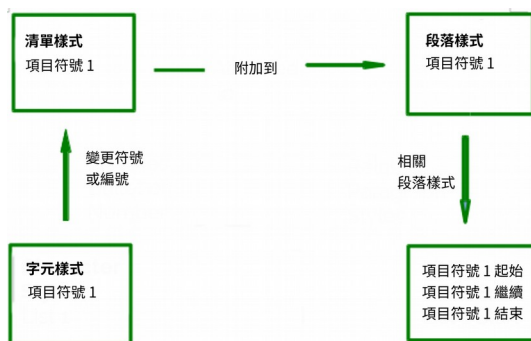 清單樣式
項目符號 1
附加到
段落樣式
項目符號 1
變更符號
或編號
相關
段落樣式
字元樣式
項目符號 1
項目符號 1 起始
項目符號 1 繼續
項目符號 1 結束